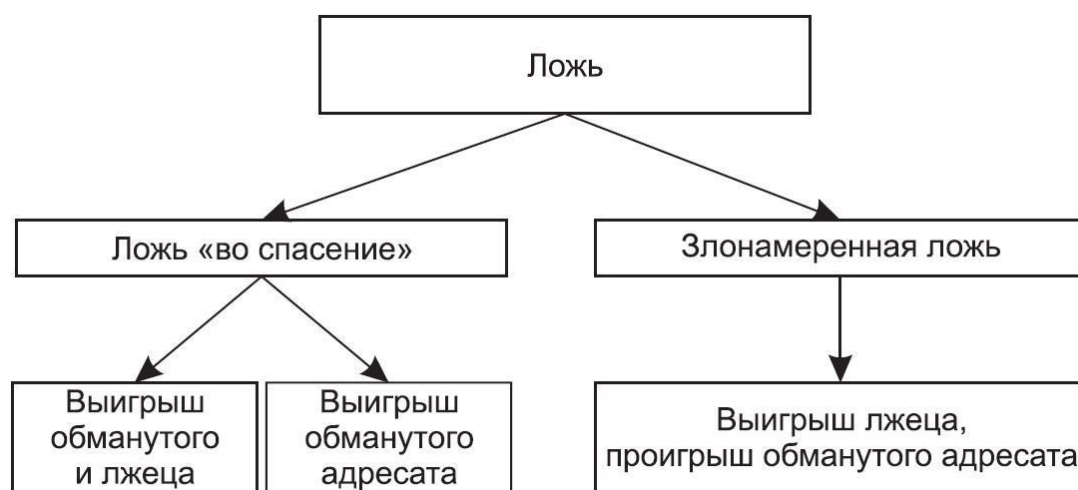 Ложь
Ложь «во спасение»
Злонамеренная ложь
Выигрыш
обманутого
и лжеца
Выигрыш
обманутого
адресата
Выигрыш лжеца,
проигрыш обманутого адресата